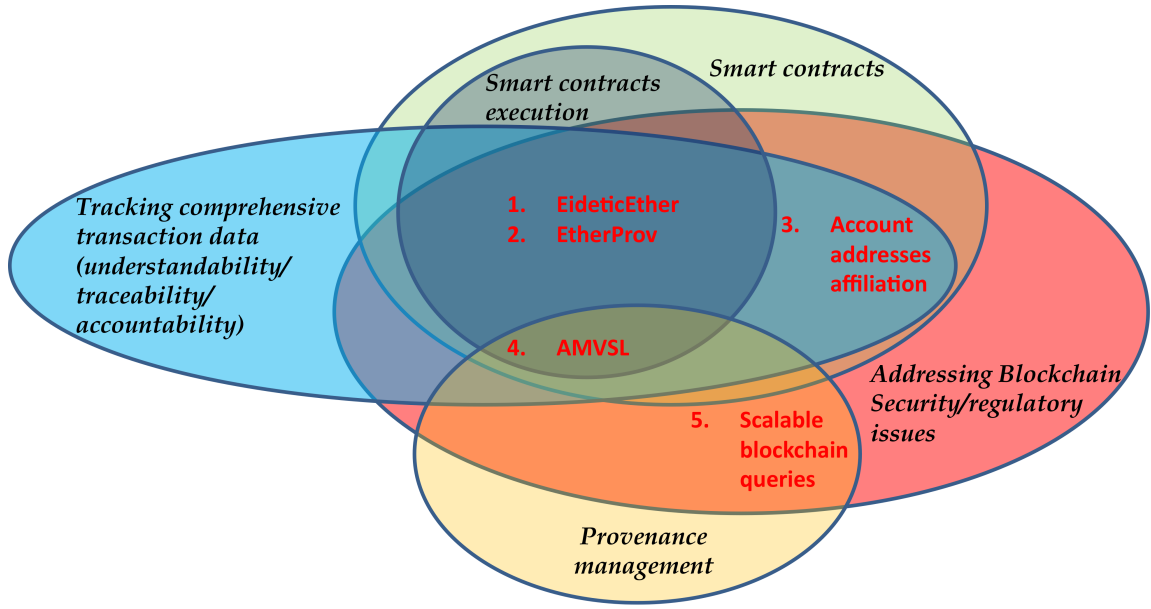 Smart contracts
Smart contracts
execution
Tracking comprehensive
transaction data
(understandability/
traceability/
accountability)
1. EideticEther
2. EtherProv
3. Account
addresses
affiliation
4. AMVSL
Addressing Blockchain
Security/regulatory
issues
5. Scalable
blockchain
queries
Provenance
management